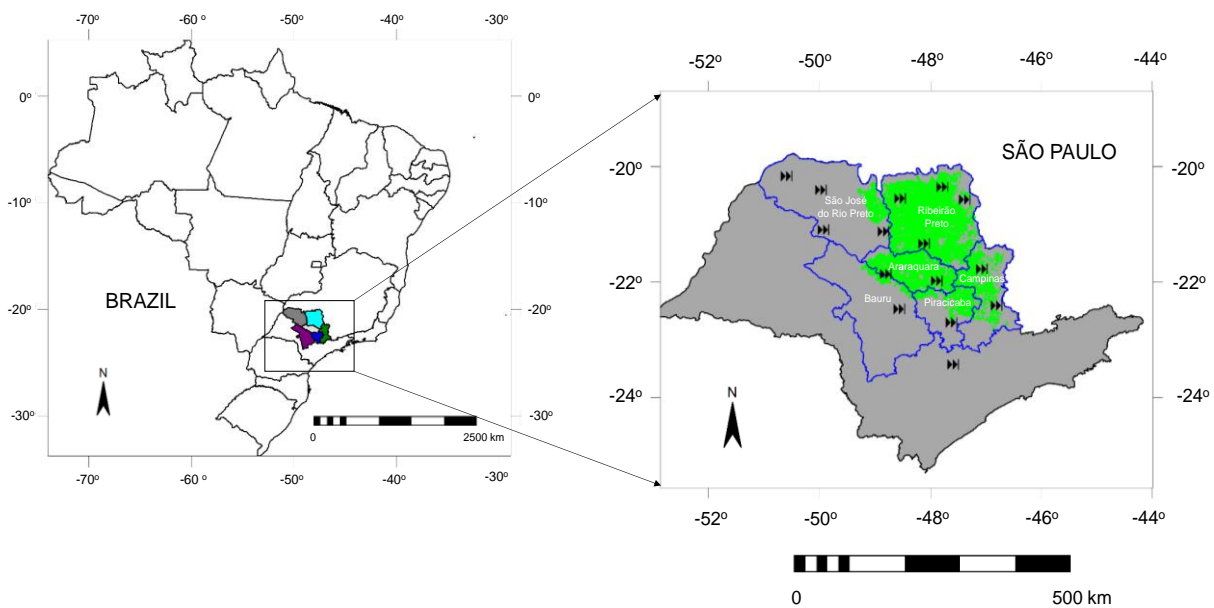 -70º -60º -50º -40º -30º
0º 0º
-10º -10º
BRAZIL
-20º -20º
N
-30º -30º
0 2500 km
-70º -60º -50º -40º -30º
-52º -50º -48º -46º -44º
SÃO PAULO
-20º -20º
São José
do Rio Preto
Ribeirão
Preto
Araraquara
-22º -22º
Campinas
Bauru
Piracicaba
-24º -24º
N
-52º -50º -48º -46º -44º
0 500 km